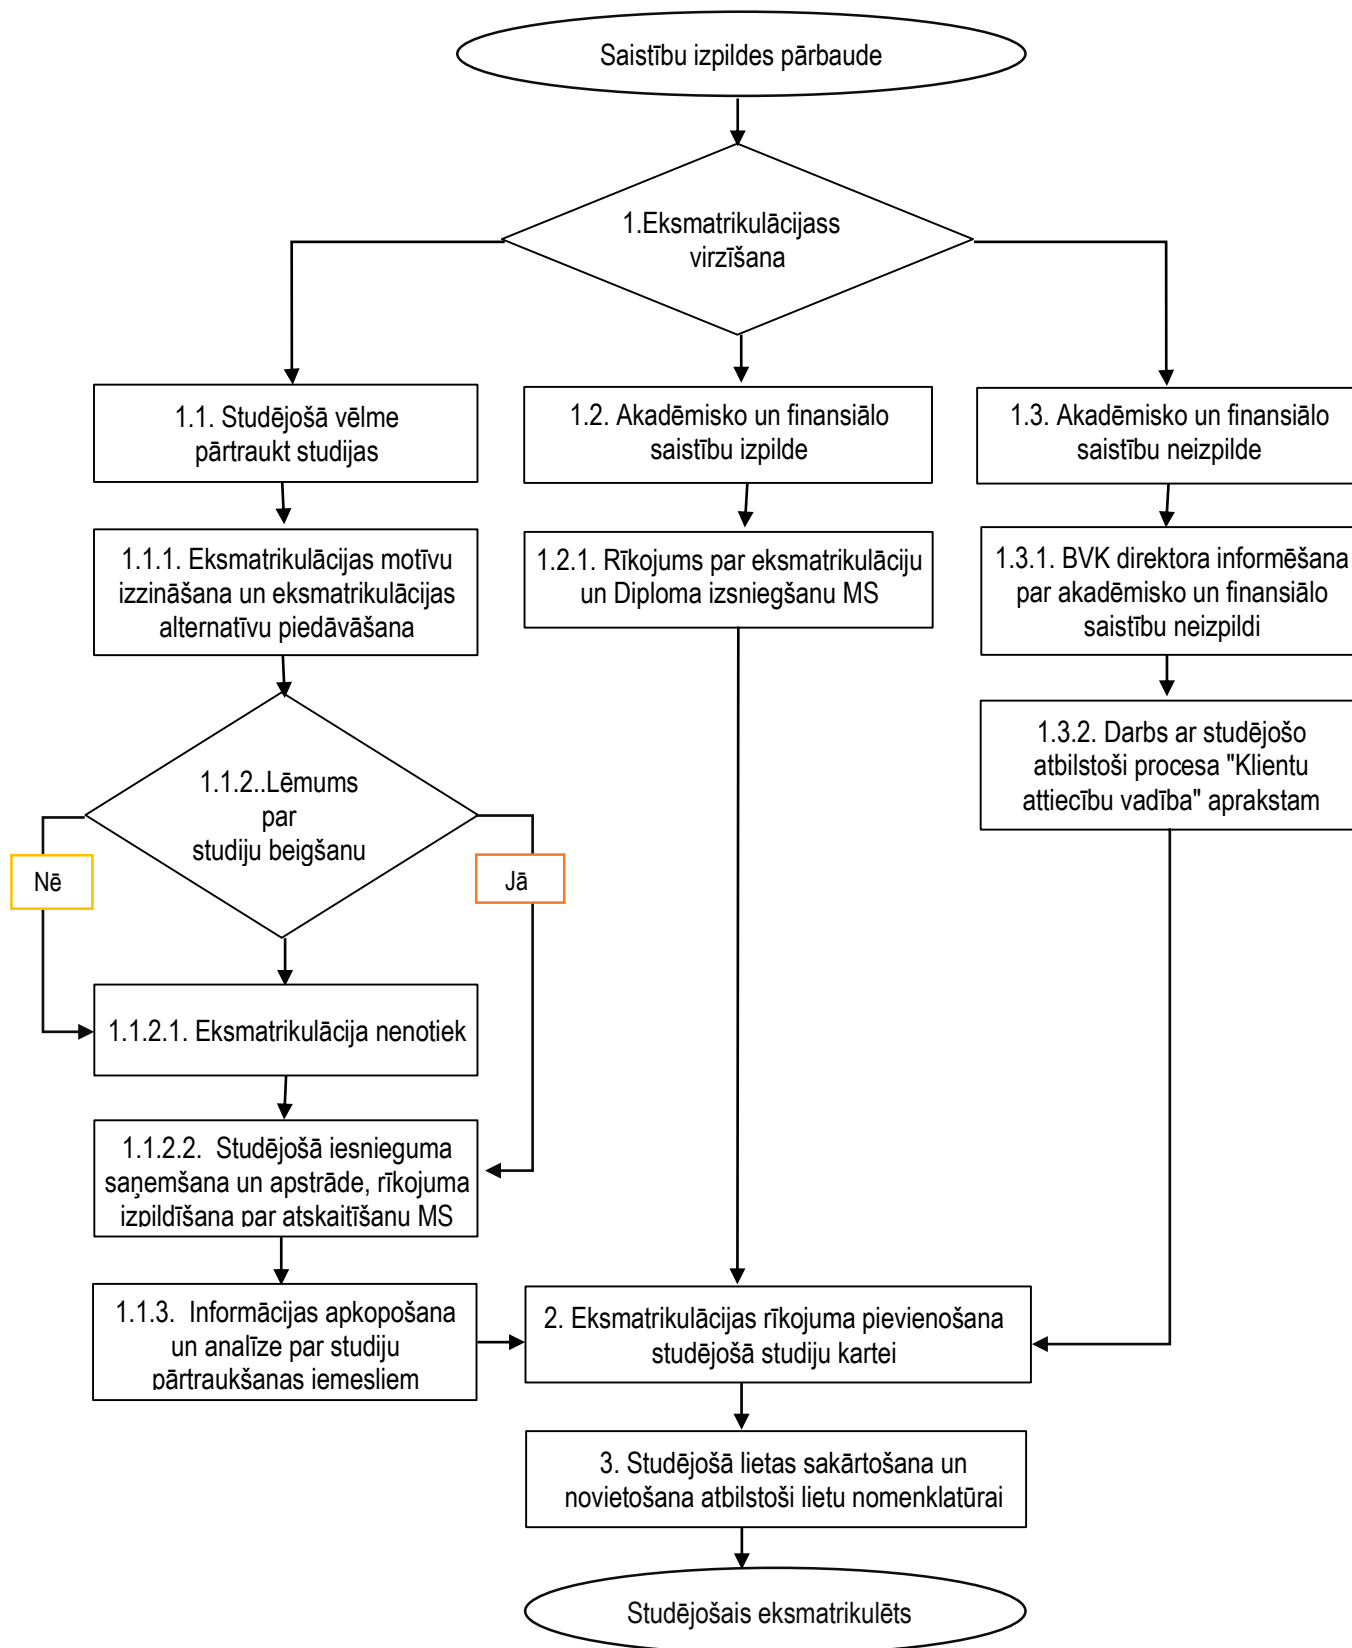 Saistību izpildes pārbaude
1.Eksmatrikulācijass
virzīšana
1.1. Studējošā vēlme
pārtraukt studijas
1.2. Akadēmisko un finansiālo
saistību izpilde
1.3. Akadēmisko un finansiālo
saistību neizpilde
1.1.1. Eksmatrikulācijas motīvu
izzināšana un eksmatrikulācijas
alternatīvu piedāvāšana
1.2.1. Rīkojums par eksmatrikulāciju
un Diploma izsniegšanu MS
1.3.1. BVK direktora informēšana
par akadēmisko un finansiālo
saistību neizpildi
1.3.2. Darbs ar studējošo
atbilstoši procesa "Klientu
attiecību vadība" aprakstam
1.1.2..Lēmums
par
studiju beigšanu
Nē
Jā
1.1.2.1. Eksmatrikulācija nenotiek
1.1.2.2. Studējošā iesnieguma
saņemšana un apstrāde, rīkojuma
izpildīšana par atskaitīšanu MS
1.1.3. Informācijas apkopošana
un analīze par studiju
pārtraukšanas iemesliem
2. Eksmatrikulācijas rīkojuma pievienošana
studējošā studiju kartei
3. Studējošā lietas sakārtošana un
novietošana atbilstoši lietu nomenklatūrai
Studējošais eksmatrikulēts